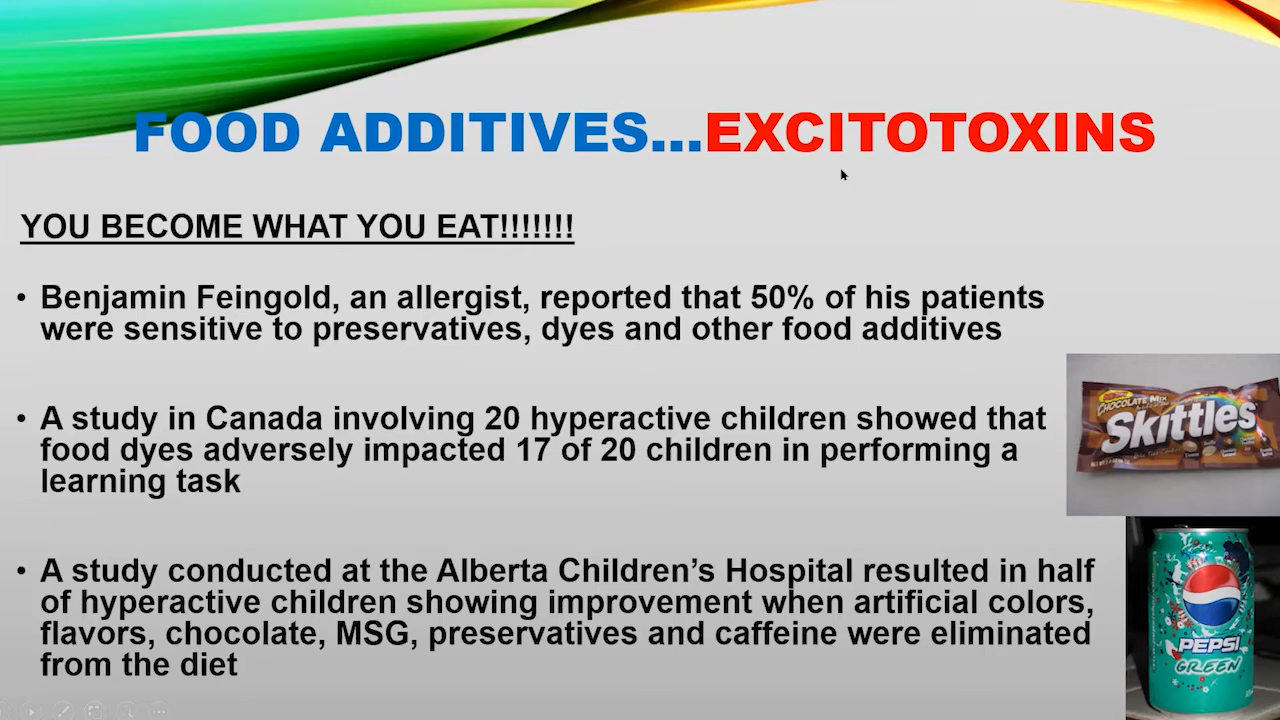 FOOD ADDITIVES...EXCITOTOXINS
YOU BECOME WHAT YOU EAT!!!!!!!
• Benjamin Feingold, an allergist, reported that 50% of his patients
were sensitive to preservatives, dyes and other food additives
• A study in Canada involving 20 hyperactive children showed that
food dyes adversely impacted 17 of 20 children in performing a
learning task
• A study conducted at the Alberta Children’s Hospital resulted in half
of hyperactive children showing improvement when artificial colors,
flavors, chocolate, MSG, preservatives and caffeine were eliminated
from the diet
CHOCOLATE MIX
Skittles
PEPSI
GREEN